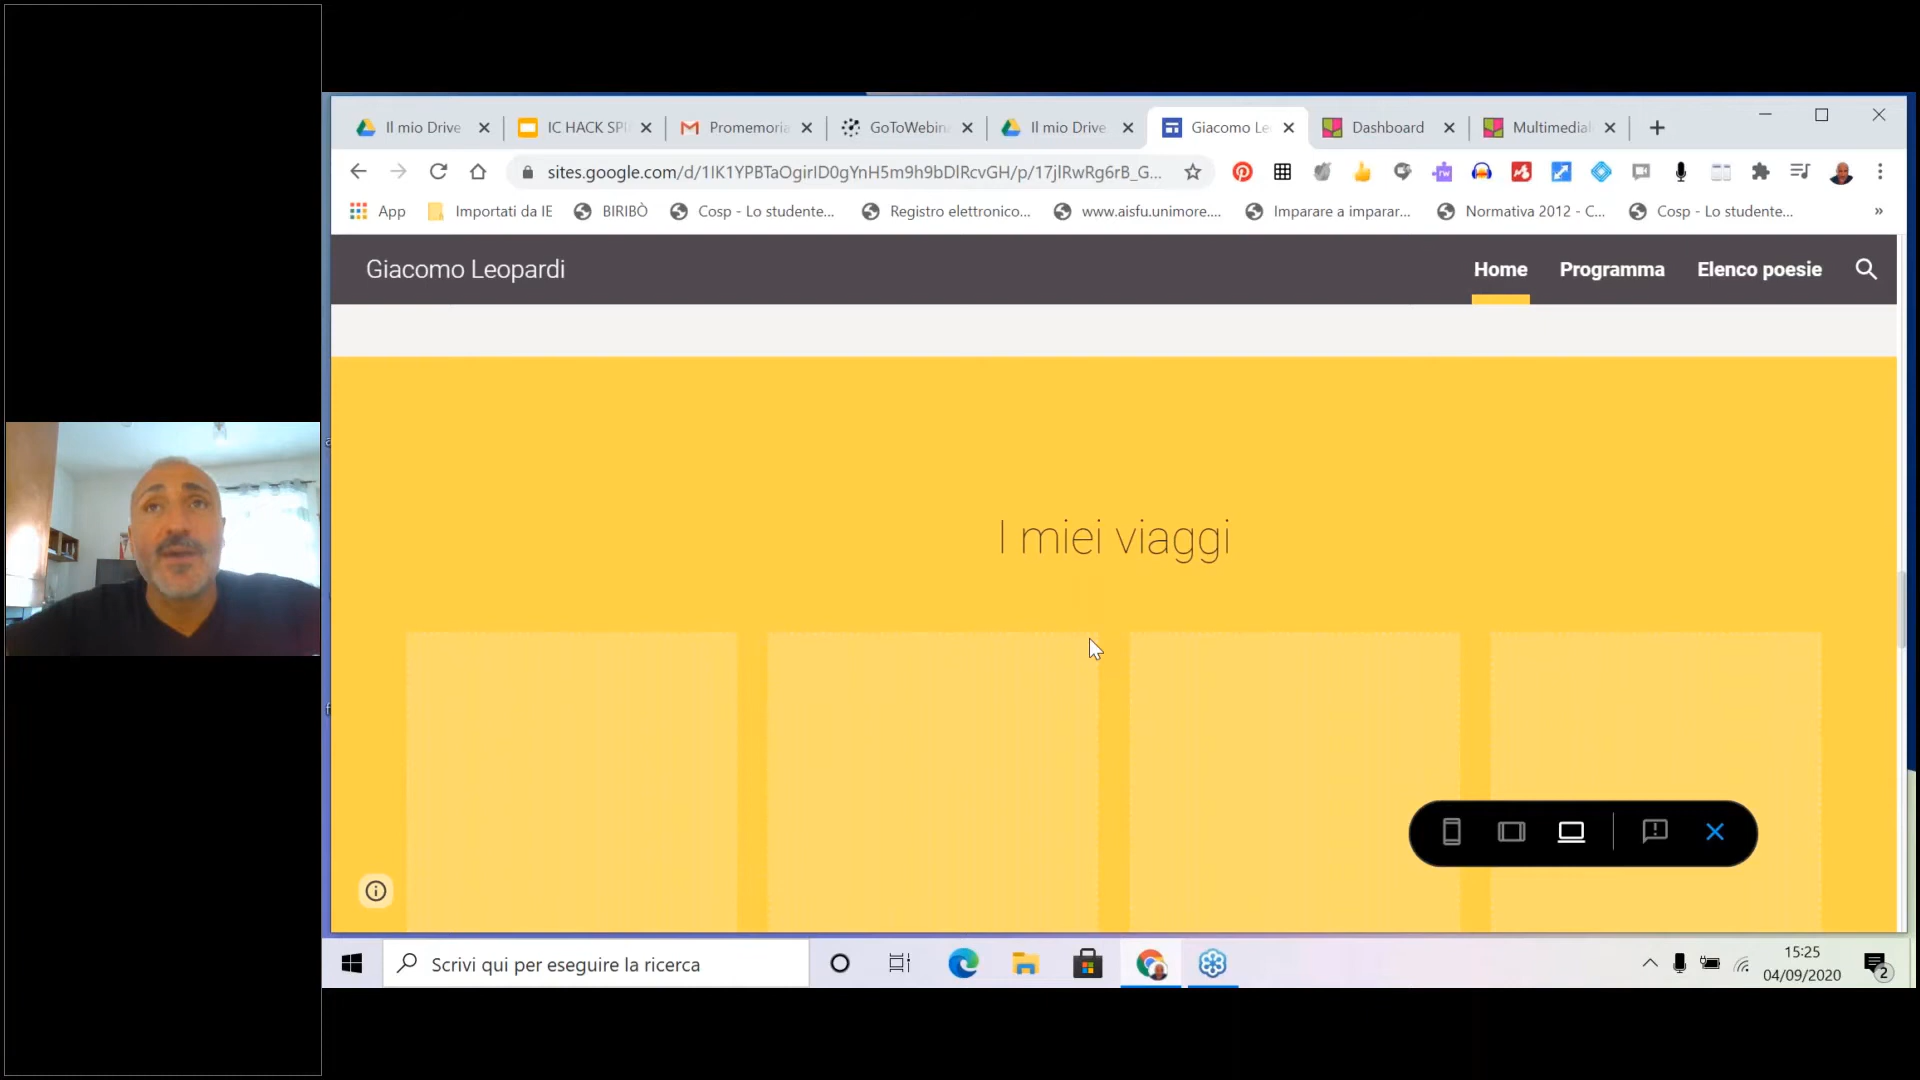 Il mio Drive
IC HACK SPI
Promemoria
GoToWebin
Il mio Drive
Giacomo Le
Dashboard
Multimedial
sites.google.com/d/1IK1YPBTaOgirID0gYnH5m9h9bDlRcvGH/p/17jlRwRg6rB_G...
App
Importati da IE
BIRIBÒ
Cosp - Lo studente...
Registro elettronico...
www.aisfu.unimore....
Imparare a imparar...
Normativa 2012 - C...
Cosp - Lo studente...
»
Giacomo Leopardi
Home
Programma
Elenco poesie
I miei viaggi
Scrivi qui per eseguire la ricerca
15:25
04/09/2020
2